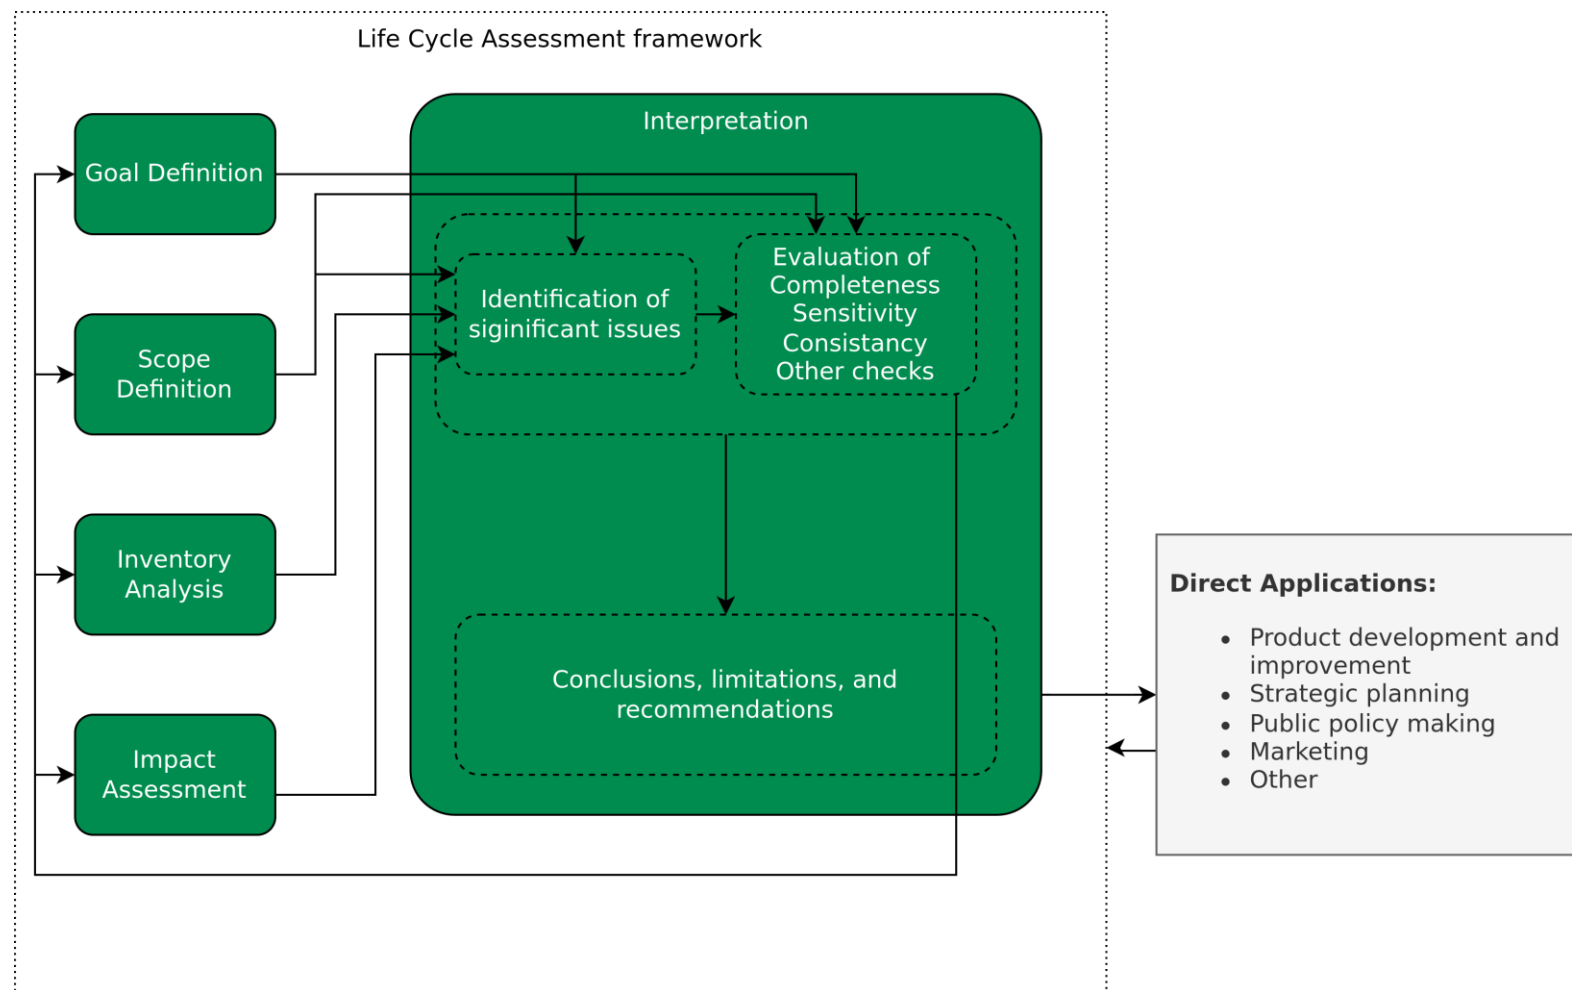 Life Cycle Assessment framework
Interpretation
Goal Definition
Scope
Definition
Inventory
Analysis
Impact
Assessment
Identification of
siginificant issues
Evaluation of
Completeness
Sensitivity
Consistancy
Other checks
Conclusions, limitations, and
recommendations
Direct Applications:
• Product development and
improvement
• Strategic planning
• Public policy making
• Marketing
• Other